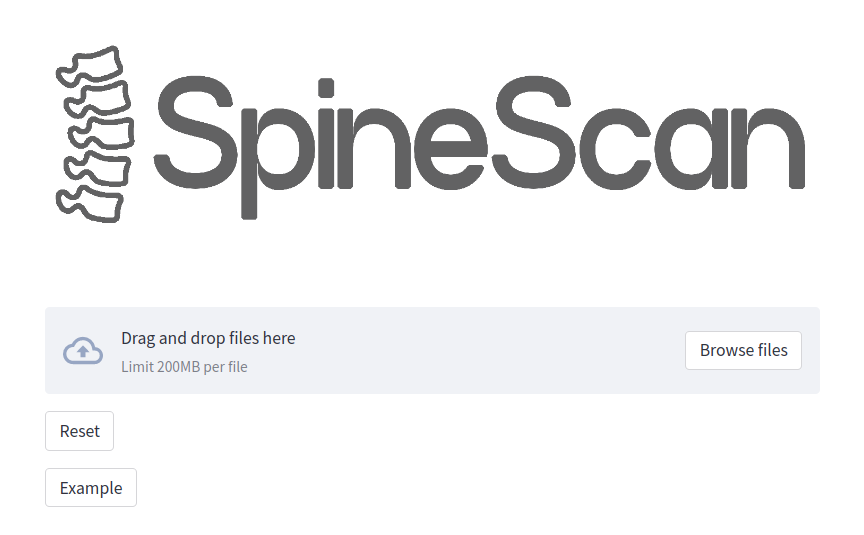 SpineScan
Drag and drop files here
Limit 200MB per file
Browse files
Reset
Example